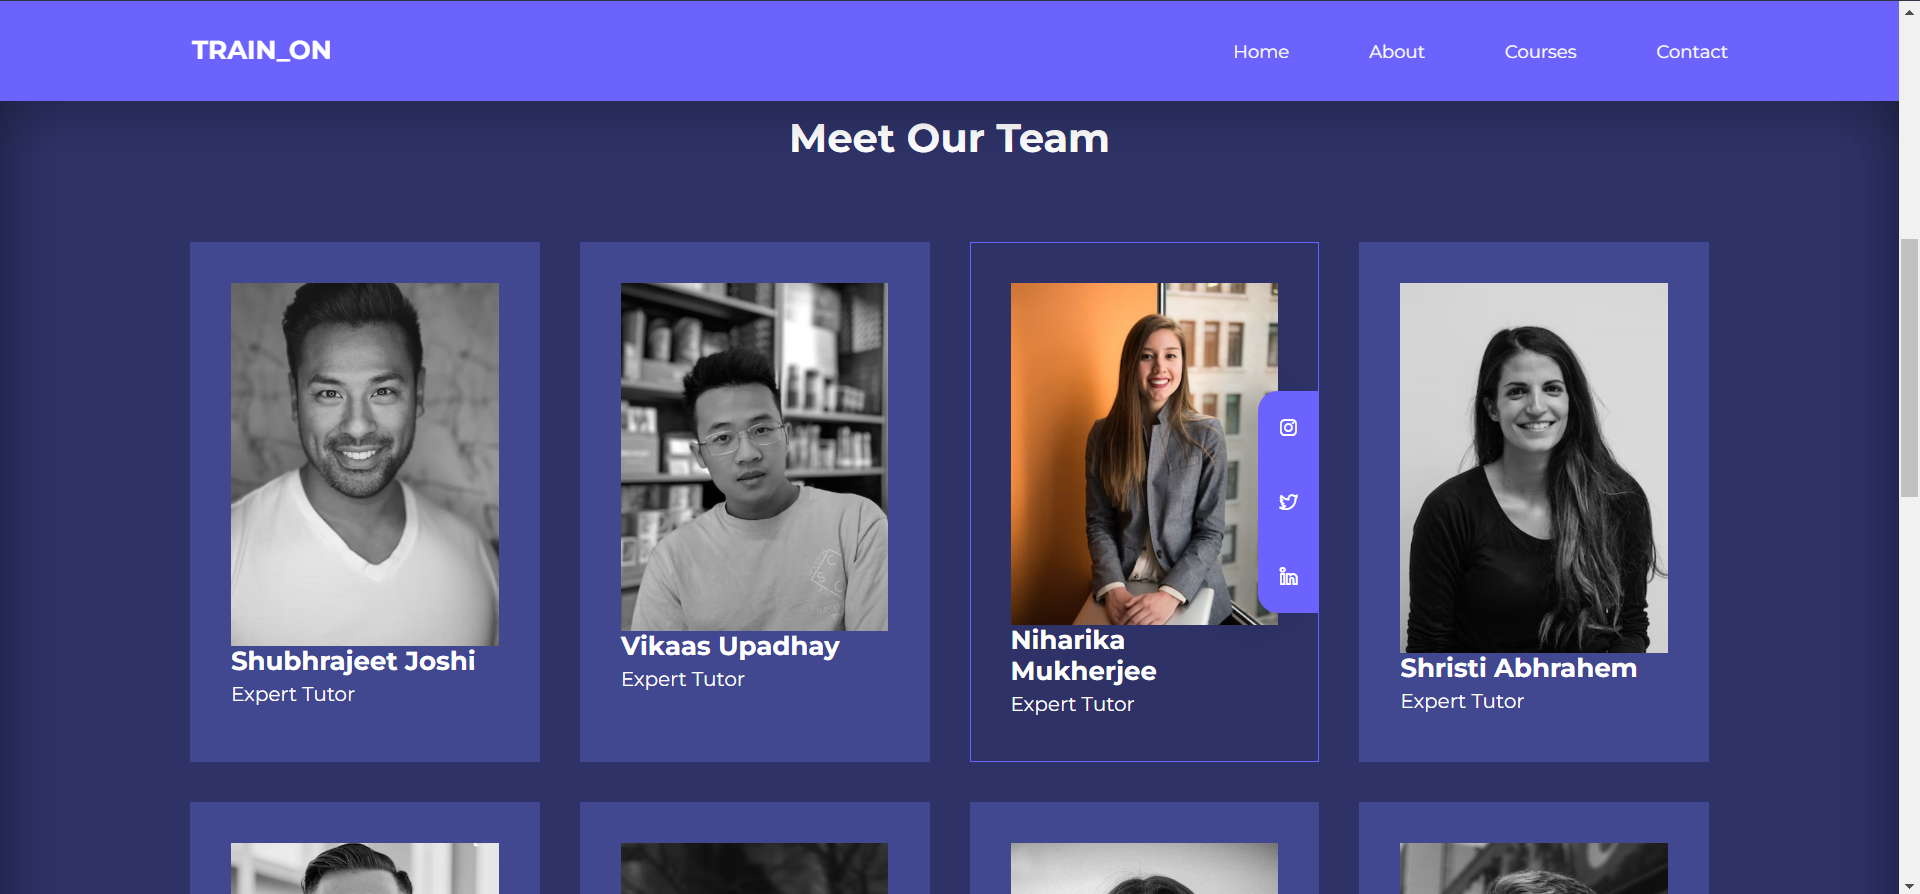 TRAIN_ON
Home
About
Courses
Contact
Meet Our Team
Shubhrajeet Joshi
Expert Tutor
Vikaas Upadhay
Expert Tutor
Niharika
Mukherjee
Expert Tutor
Shristi Abhrahem
Expert Tutor